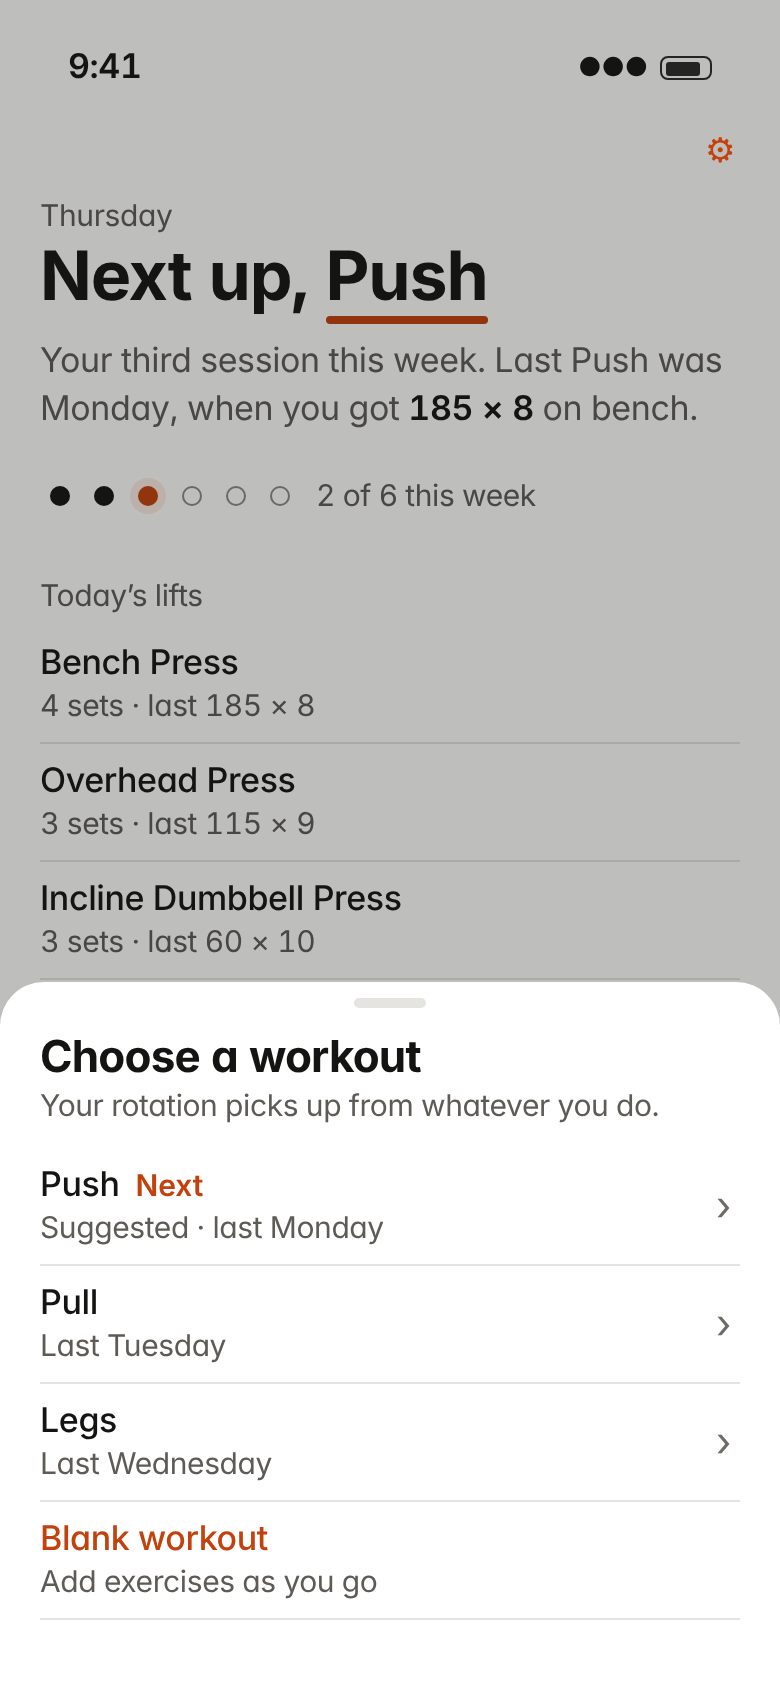 9:41
Thursday
Next up, Push
Your third session this week. Last Push was
Monday, when you got 185 × 8 on bench.
2 of 6 this week
Today’s lifts
Bench Press
4 sets · last 185 × 8
Overhead Press
3 sets · last 115 × 9
Incline Dumbbell Press
3 sets · last 60 × 10
Choose a workout
Your rotation picks up from whatever you do.
Push Next
Suggested · last Monday
Pull
Last Tuesday
Legs
Last Wednesday
Blank workout
Add exercises as you go